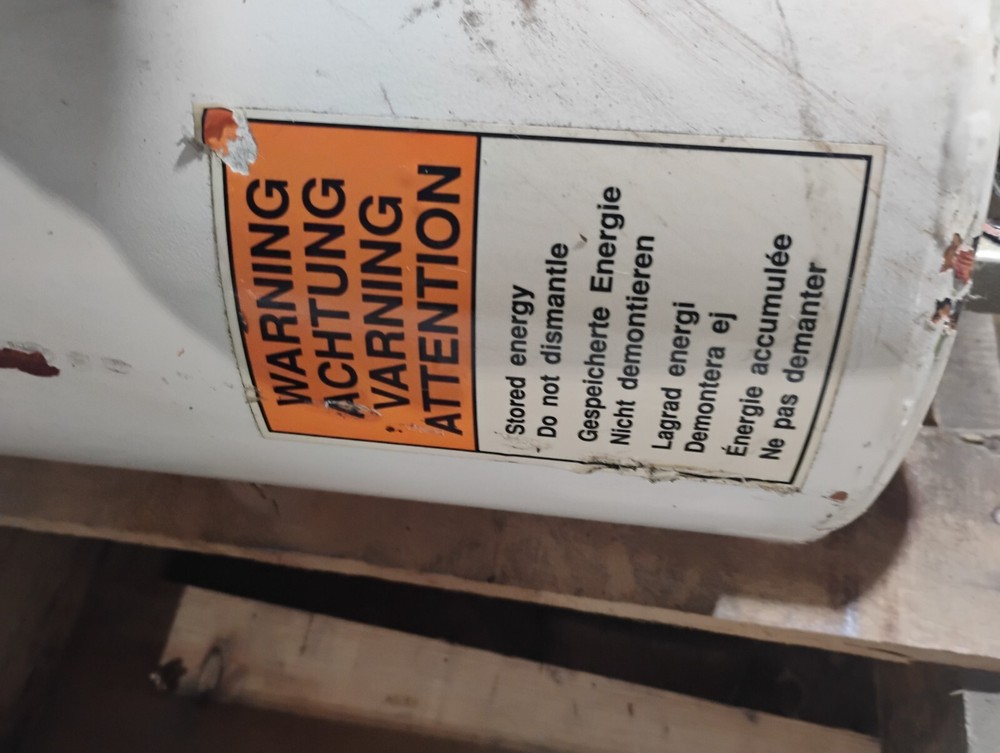 WARNING
ACHTUNG
VARNING
ATTENTION
Stored energy
Do not dismantle
Gespeicherte Energie
Nicht demontieren
Lagrad energi
Demontera ej
Énergie accumulée
Ne pas demanter